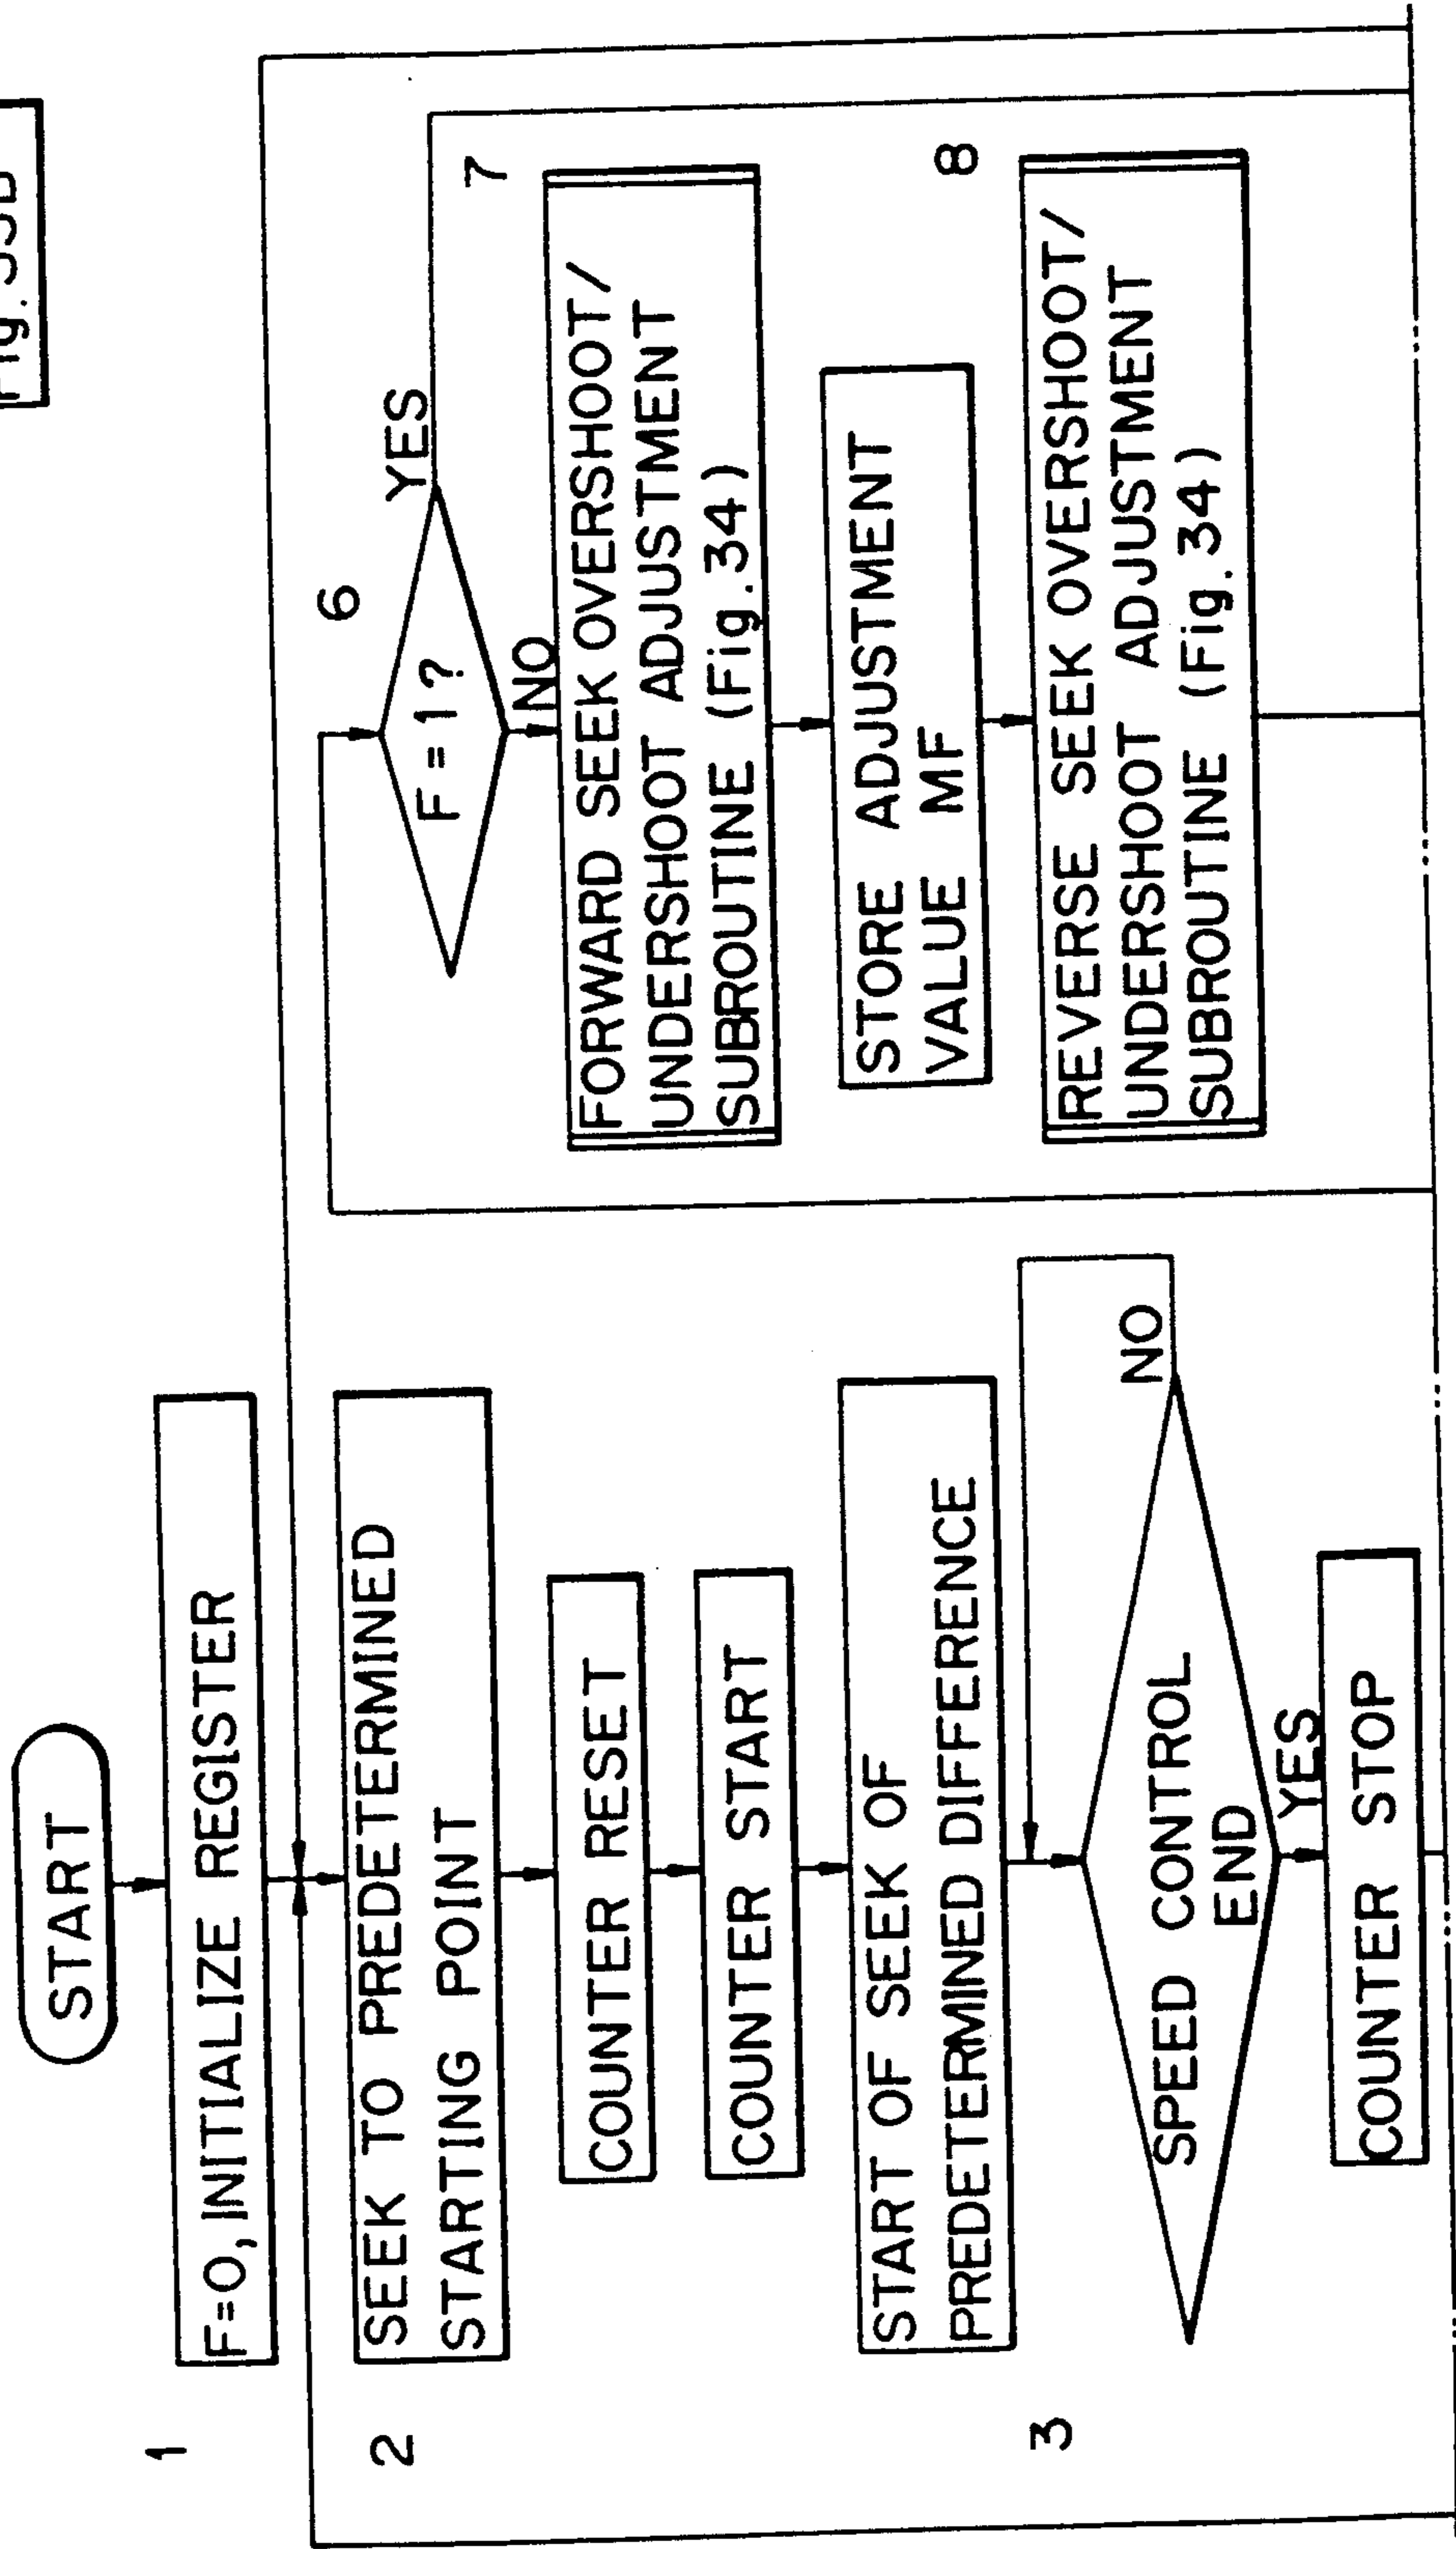 START
1
F=0, INITIALIZE REGISTER
2
SEEK TO PREDETERMINED
STARTING POINT
COUNTER RESET
COUNTER START
START OF SEEK OF
PREDETERMINED DIFFERENCE
3
SPEED CONTROL
END
NO
YES
COUNTER STOP
6
F=1?
YES
NO
7
FORWARD SEEK OVERSHOOT/
UNDERSHOOT ADJUSTMENT
SUBROUTINE (Fig.34)
STORE ADJUSTMENT
VALUE MF
8
REVERSE SEEK OVERSHOOT/
UNDERSHOOT ADJUSTMENT
SUBROUTINE (Fig.34)